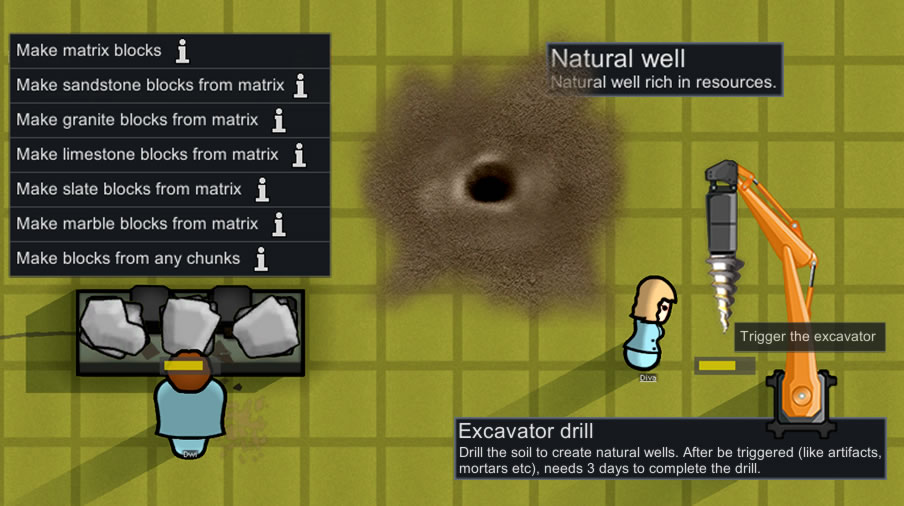 Make matrix blocks
Make sandstone blocks from matrix
Make granite blocks from matrix
Make limestone blocks from matrix
Make slate blocks from matrix
Make marble blocks from matrix
Make blocks from any chunks
Natural well
Natural well rich in resources.
Trigger the excavator
Diva
Dwi
Excavator drill
Drill the soil to create natural wells. After be triggered (like artifacts,
mortars etc), needs 3 days to complete the drill.